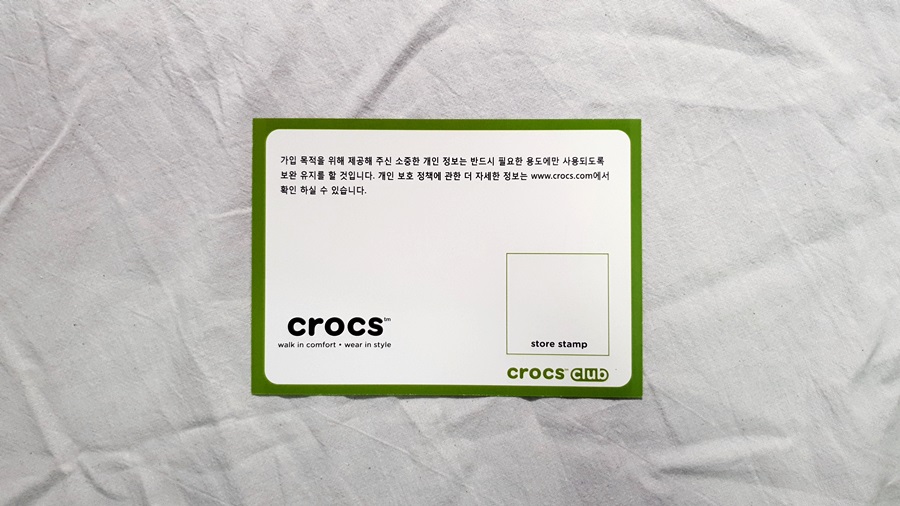 가입 목적을 위해 제공해 주신 소중한 개인 정보는 반드시 필요한 용도에만 사용되도록
보완 유지를 할 것입니다. 개인 보호 정책에 관한 더 자세한 정보는 www.crocs.com에서
확인 하실 수 있습니다.
crocs™
walk in comfort • wear in style
store stamp
crocs™ club